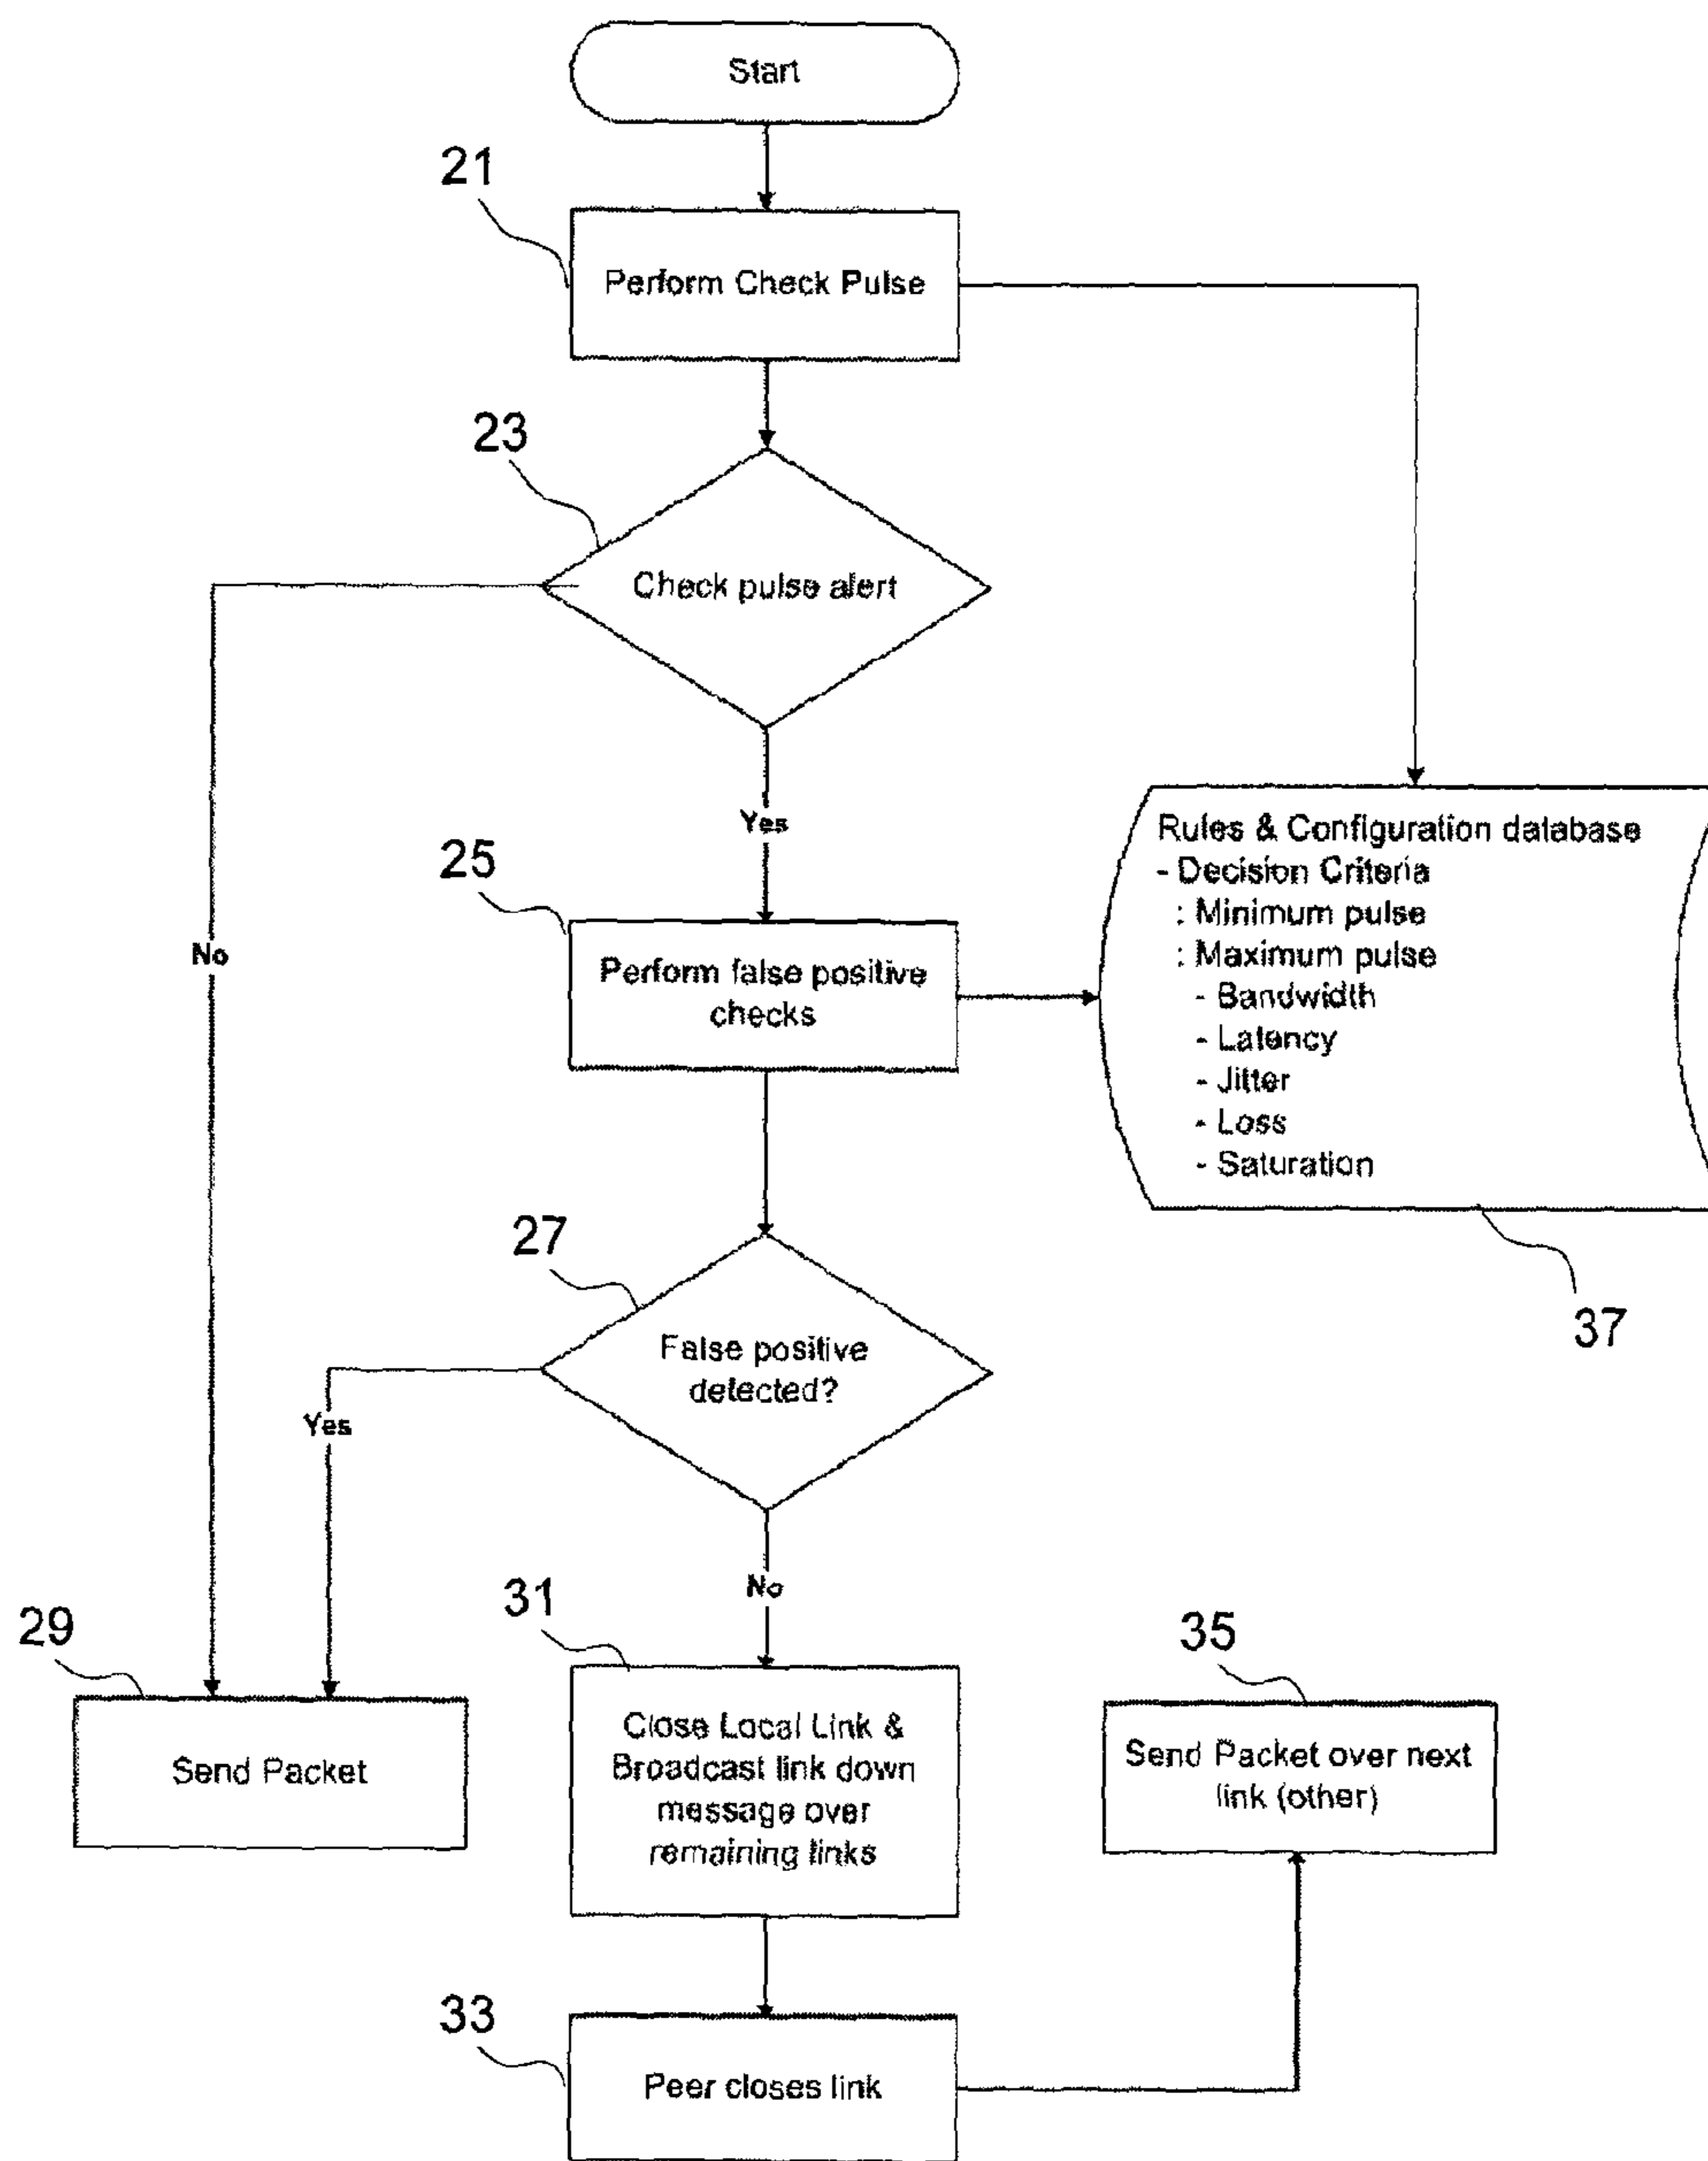 Start
21
Perform Check Pulse
23
Check pulse alert
Yes
No
25
Perform false positive
checks
Rules & Configuration database
- Decision Criteria
: Minimum pulse
: Maximum pulse
- Bandwidth
- Latency
- Jitter
- Loss
- Saturation
37
27
False positive
detected?
Yes
No
29
Send Packet
31
Close Local Link &
Broadcast link down
message over
remaining links
35
Send Packet over next
link (other)
33
Peer closes link